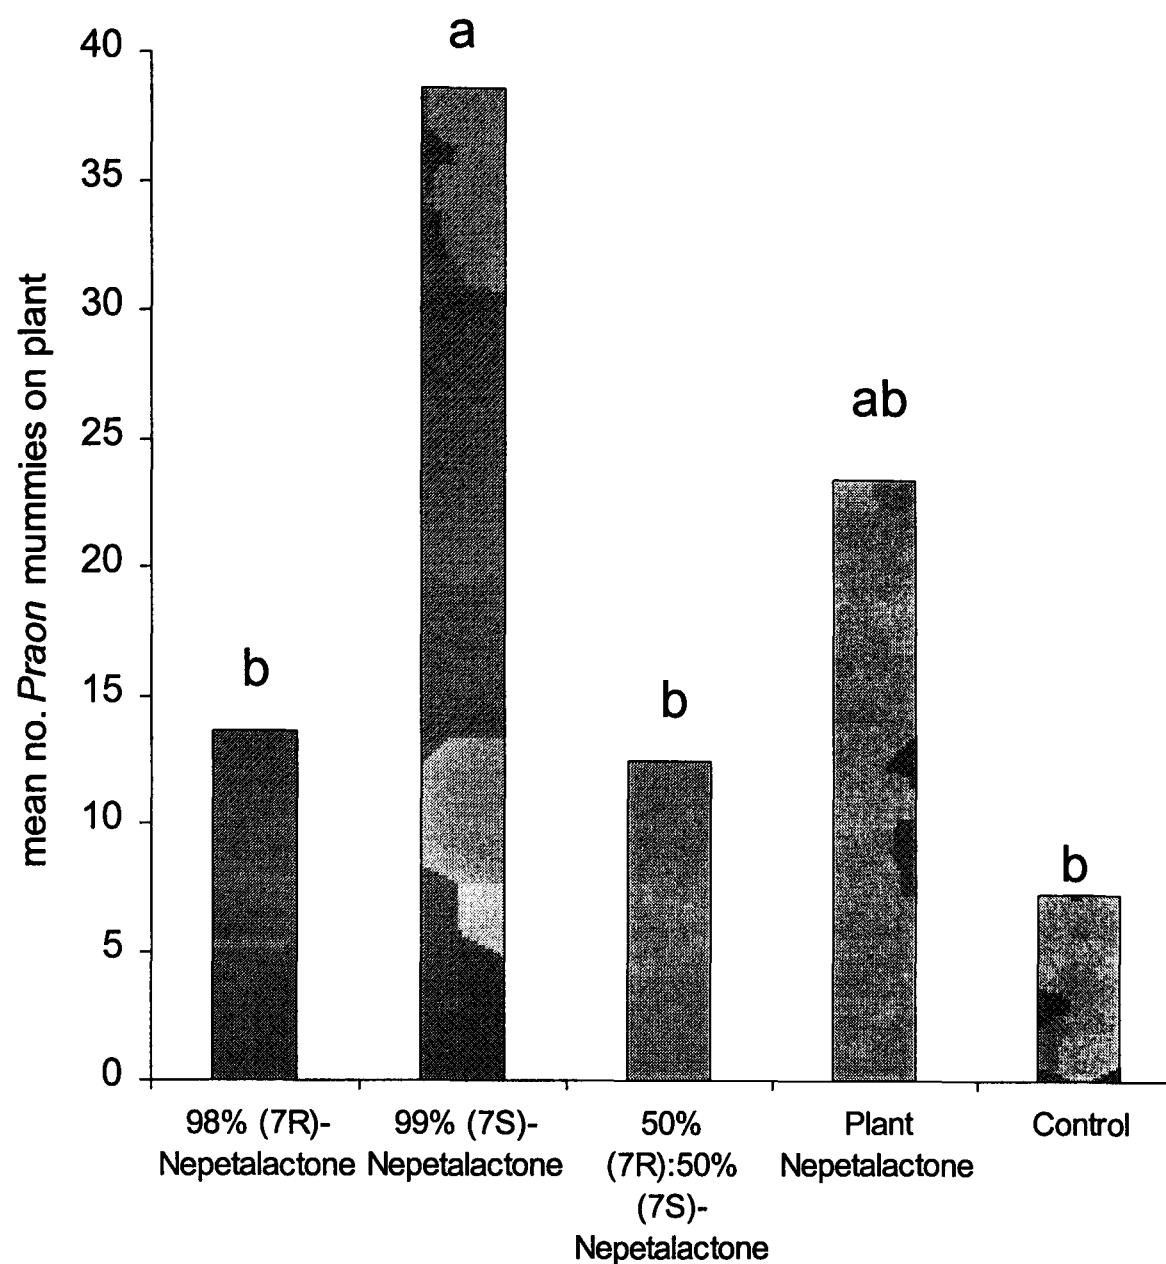 mean no. Praon mummies on plant
40
35
30
25
20
15
10
5
0
b
a
b
ab
b
98% (7R)-
Nepetalactone
99% (7S)-
Nepetalactone
50%
(7R):50%
(7S)-
Nepetalactone
Plant
Nepetalactone
Control